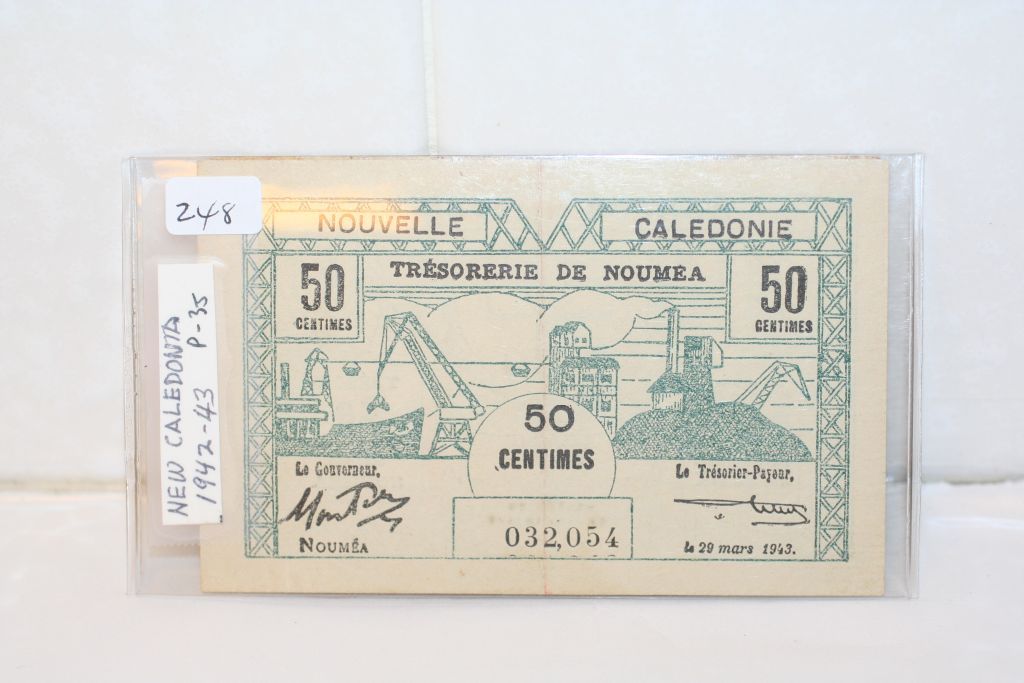 248
NEW CALEDONIA
1942-43 P-35
NOUVELLE CALEDONIE
TRÉSORERIE DE NOUMÉA
50 50
CENTIMES CENTIMES
50
CENTIMES
Le Gouverneur, Le Trésorier-Payeur,
NOUMÉA 032,054 le 29 mars 1943.